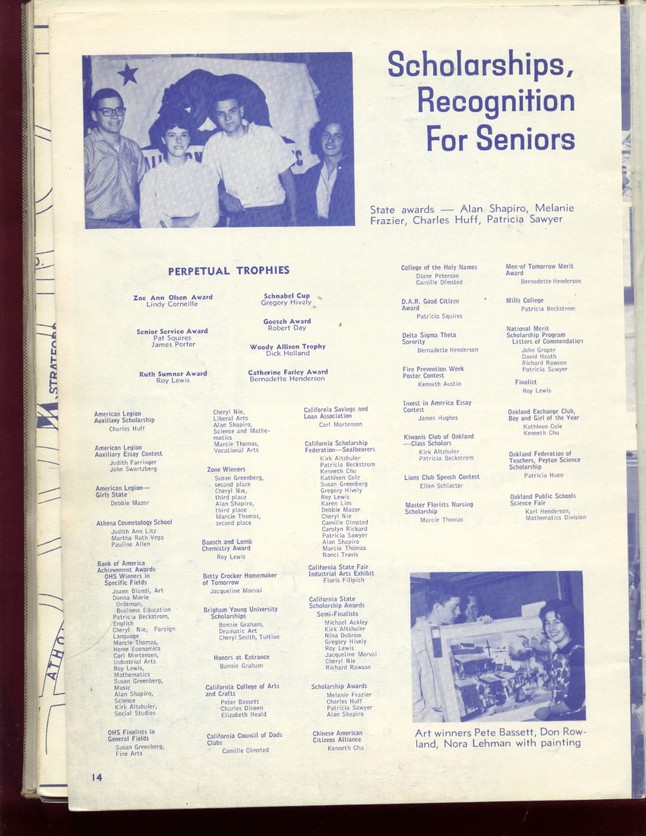 Scholarships,
Recognition
For Seniors
State awards — Alan Shapiro, Melanie
Frazier, Charles Huff, Patricia Sawyer
PERPETUAL TROPHIES
Zoe Ann Olsen Award
Lindy Corneille
Senior Service Award
Pat Squires
James Porter
Ruth Sumner Award
Roy Lewis
Schnabel Cup
Gregory Hively
Goesch Award
Robert Day
Woody Allison Trophy
Dick Holland
Catherine Farley Award
Bernadette Henderson
American Legion
Auxiliary Scholarship
Charles Huff
American Legion
Auxiliary Essay Contest
Judith Farringer
John Swartzberg
American Legion—
Girls State
Debbie Mazor
Athena Cosmetology School
Judith Ann Litz
Martha Ruth Voga
Pauline Allen
Bank of America
Achievement Awards
OHS Winners in
Specific Fields
Joann Biondi, Art
Donna Marie
Ordeman,
Business Education
Patricia Beckstrom,
English
Cheryl Nie, Foreign
Language
Marcie Thomas,
Home Economics
Carl Mortensen,
Industrial Arts
Roy Lewis,
Mathematics
Susan Greenberg,
Music
Alan Shapiro,
Science
Kirk Altshuler,
Social Studies
OHS Finalists in
General Fields
Susan Greenberg,
Fine Arts
Cheryl Nie,
Liberal Arts
Alan Shapiro,
Science and Mathe-
matics
Marcie Thomas,
Vocational Arts
Zone Winners
Susan Greenberg,
second place
Cheryl Nie,
third place
Alan Shapiro,
third place
Marcie Thomas,
second place
Bausch and Lomb
Chemistry Award
Roy Lewis
Betty Crocker Homemaker
of Tomorrow
Jacqueline Morvai
Brigham Young University
Scholarships
Bonnie Graham,
Dramatic Art
Cheryl Smith, Tuition
Honors at Entrance
Bonnie Graham
California College of Arts
and Crafts
Peter Bassett
Charles Dineen
Elizabeth Heald
California Council of Dads
Clubs
Camille Olmsted
California Savings and
Loan Association
Carl Mortensen
California Scholarship
Federation—Sealbearers
Kirk Altshuler
Patricia Beckstrom
Kenneth Chu
Kathleen Cole
Susan Greenberg
Gregory Hively
Roy Lewis
Karen Lim
Debbie Mazor
Cheryl Nie
Camille Olmsted
Carolyn Rickard
Patricia Sawyer
Alan Shapiro
Marcie Thomas
Nanci Travis
California State Fair
Industrial Arts Exhibit
Floris Filipich
California State
Scholarship Awards
Semi-Finalists
Michael Ackley
Kirk Altshuler
Nina Dubrow
Gregory Hively
Roy Lewis
Jacqueline Morvai
Cheryl Nie
Richard Rawson
Scholarship Awards
Melanie Frazier
Charles Huff
Patricia Sawyer
Alan Shapiro
Chinese American
Citizens Alliance
Kenneth Chu
College of the Holy Names
Diane Peterson
Camille Olmsted
D.A.R. Good Citizen
Award
Patricia Squires
Delta Sigma Theta
Sorority
Bernadette Henderson
Fire Prevention Week
Poster Contest
Kenneth Austin
Invest in America Essay
Contest
James Hughes
Kiwanis Club of Oakland
—Class Scholars
Kirk Altshuler
Patricia Beckstrom
Lions Club Speech Contest
Ellen Schlacter
Master Florists Nursing
Scholarship
Marcie Thomas
Men of Tomorrow Merit
Award
Bernadette Henderson
Mills College
Patricia Beckstrom
National Merit
Scholarship Program
Letters of Commendation
John Groper
David Heath
Richard Rawson
Patricia Sawyer
Finalist
Roy Lewis
Oakland Exchange Club,
Boy and Girl of the Year
Kathleen Cole
Kenneth Chu
Oakland Federation of
Teachers, Peyton Science
Scholarship
Patricia Huen
Oakland Public Schools
Science Fair
Karl Henderson,
Mathematics Division
Art winners Pete Bassett, Don Row-
land, Nora Lehman with painting
14